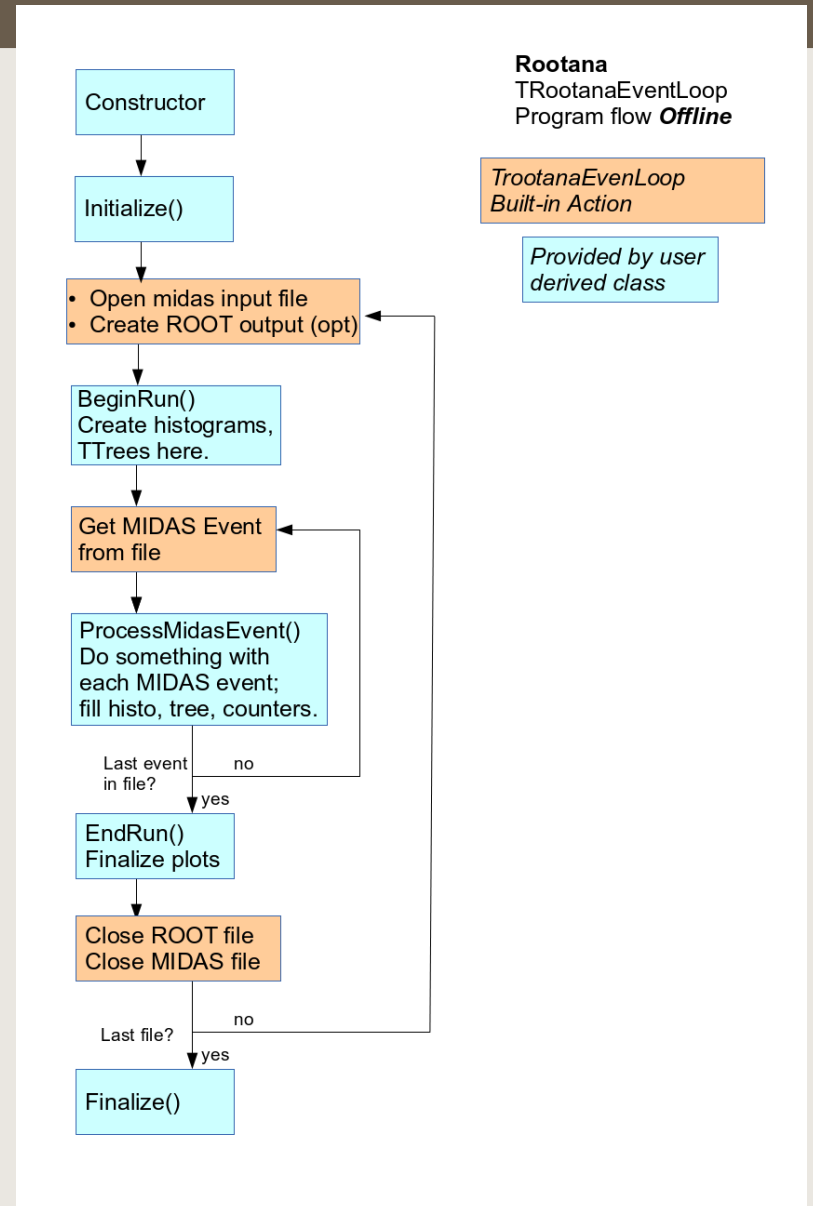 Rootana
TRootanaEventLoop
Program flow Offline
TrootanaEvenLoop
Built-in Action
Provided by user
derived class
Constructor
Initialize()
• Open midas input file
• Create ROOT output (opt)
BeginRun()
Create histograms,
TTrees here.
Get MIDAS Event
from file
ProcessMidasEvent()
Do something with
each MIDAS event;
fill histo, tree, counters.
Last event
in file?
no
yes
EndRun()
Finalize plots
Close ROOT file
Close MIDAS file
Last file?
no
yes
Finalize()